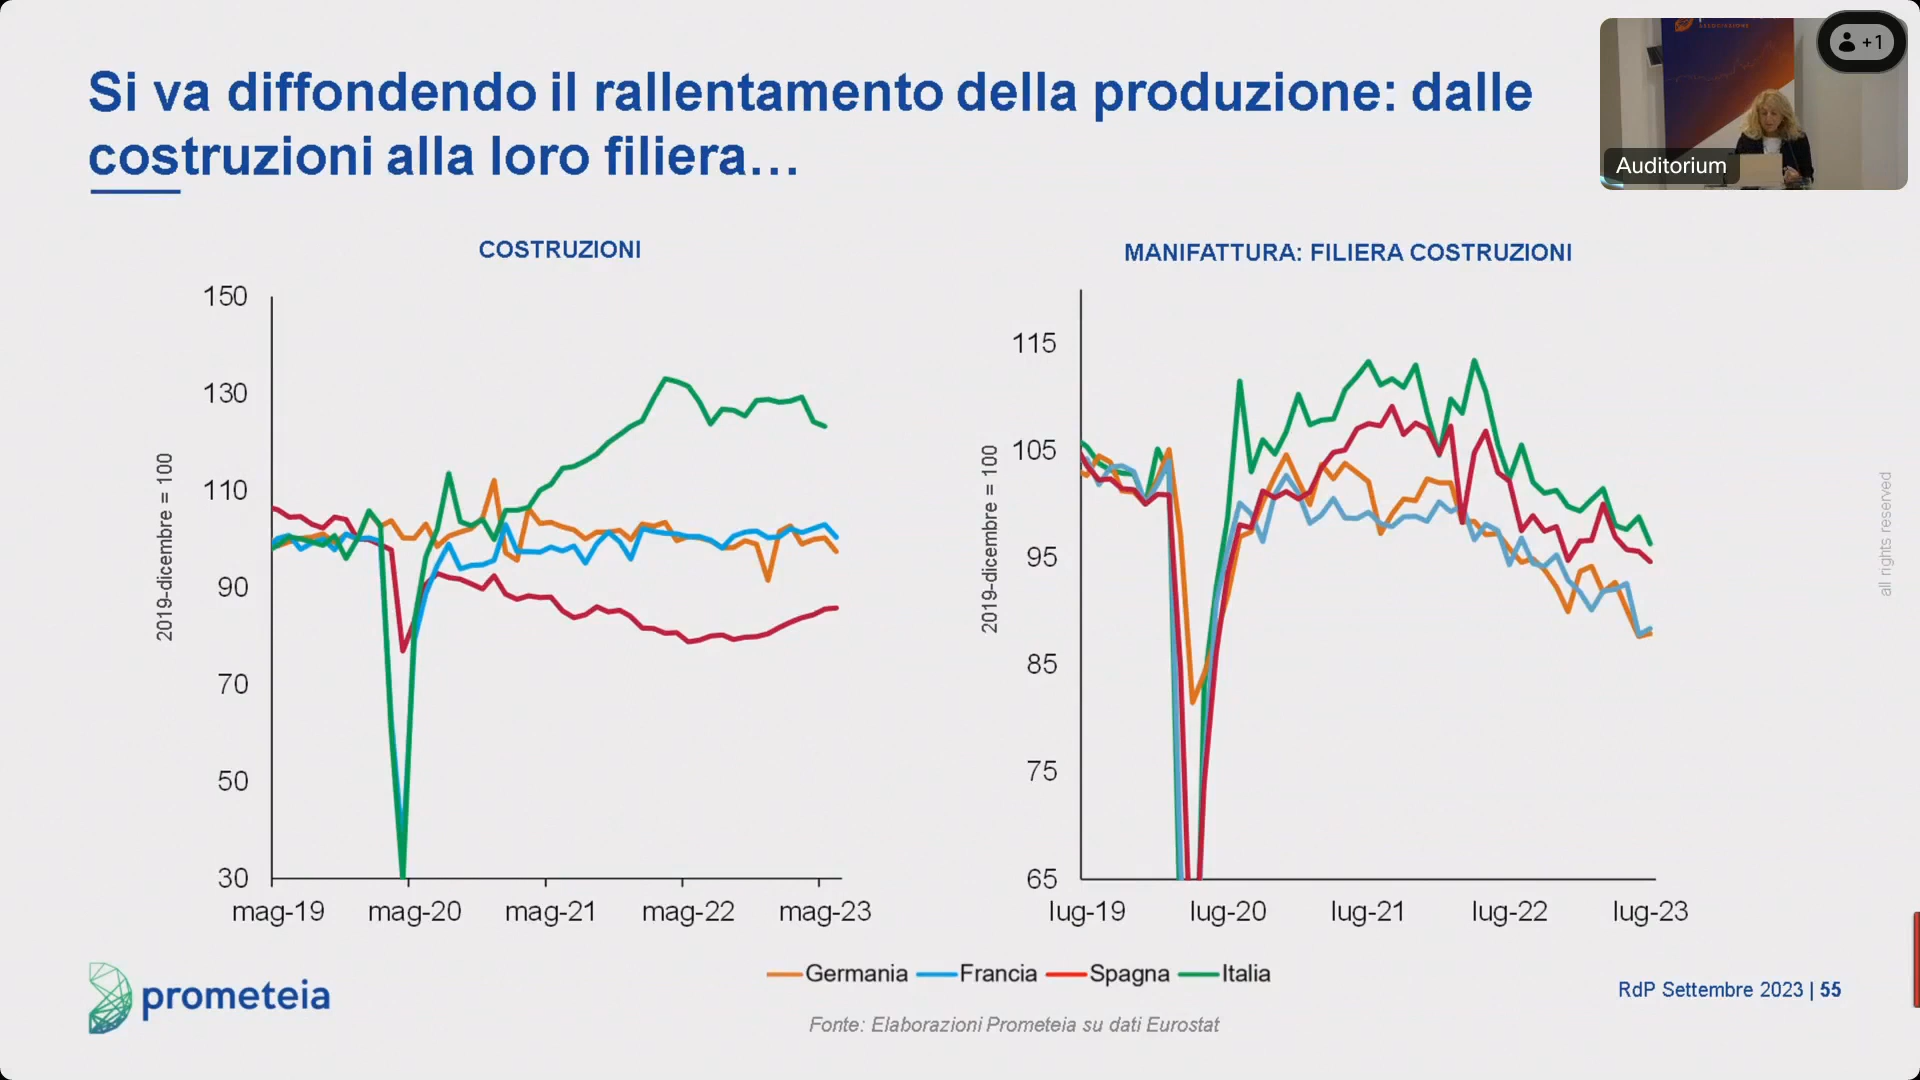 Si va diffondendo il rallentamento della produzione: dalle
costruzioni alla loro filiera…
+1
Auditorium
COSTRUZIONI
150
130
110
90
70
50
30
2019-dicembre = 100
mag-19 mag-20 mag-21 mag-22 mag-23
MANIFATTURA: FILIERA COSTRUZIONI
115
105
95
85
75
65
2019-dicembre = 100
lug-19 lug-20 lug-21 lug-22 lug-23
all rights reserved
Germania Francia Spagna Italia
prometeia
RdP Settembre 2023 | 55
Fonte: Elaborazioni Prometeia su dati Eurostat